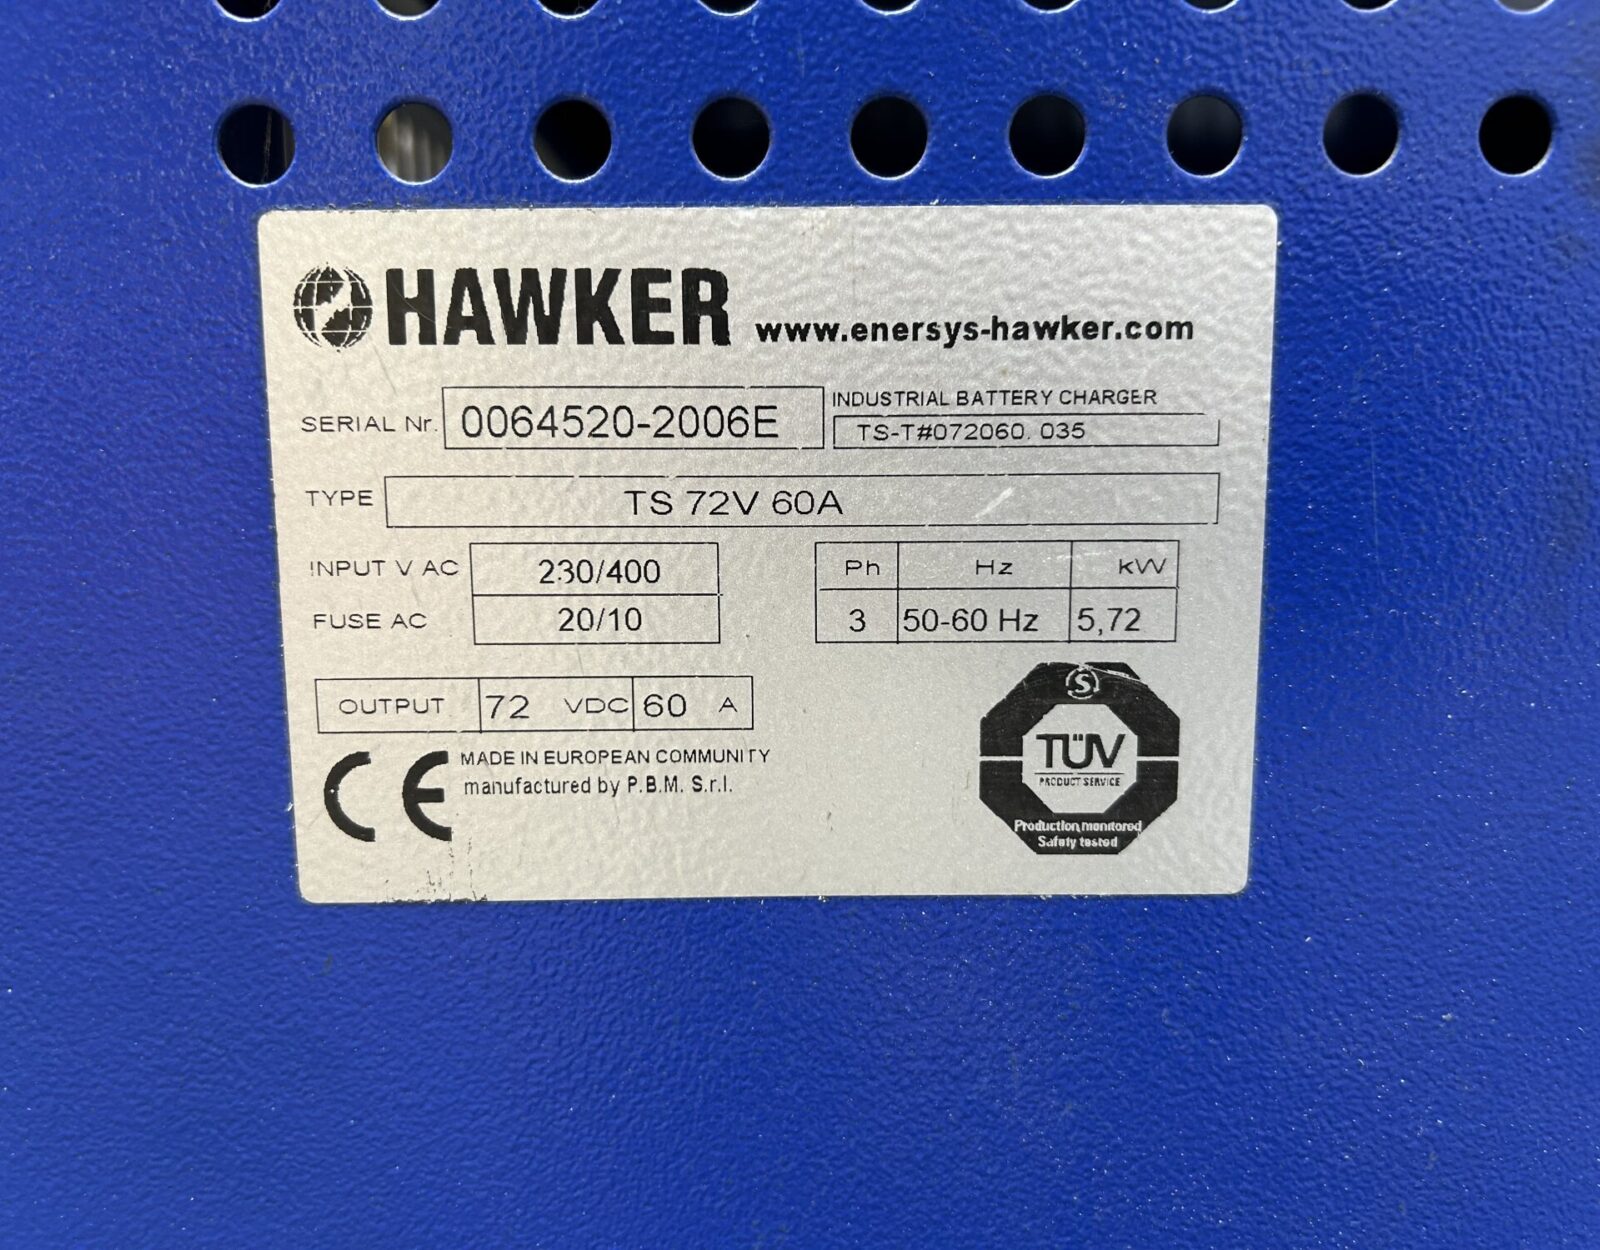 HAWKER www.enersys-hawker.com
SERIAL Nr. 0064520-2006E
INDUSTRIAL BATTERY CHARGER
TS-T#072060. 035
TYPE TS 72V 60A
INPUT V AC 230/400
FUSE AC 20/10
Ph Hz kW
3 50-60 Hz 5,72
OUTPUT 72 VDC 60 A
CE MADE IN EUROPEAN COMMUNITY
manufactured by P.B.M. S.r.l.
S
TÜV
PRODUCT SERVICE
Production monitored
Safety tested